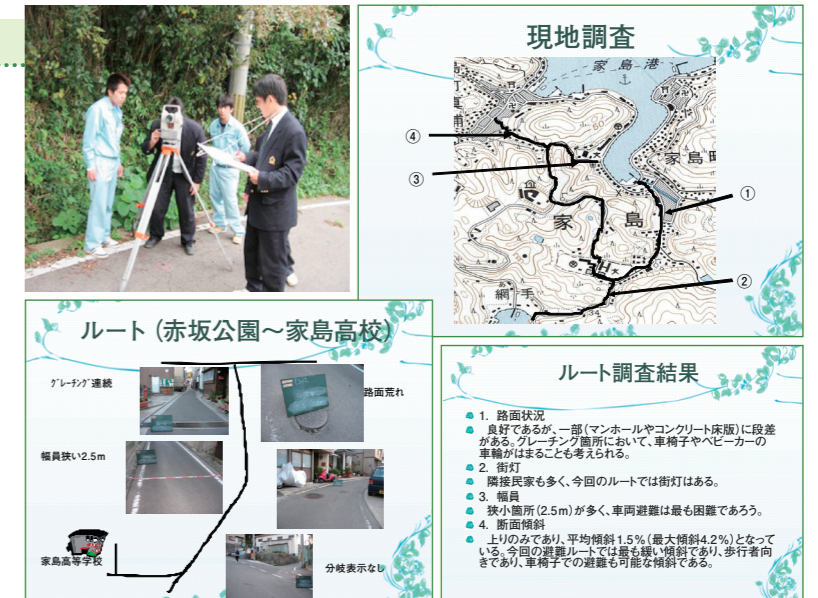 現地調査
家島港
家島町
真浦
④
③
①
②
家島
網手
34
ルート（赤坂公園～家島高校）
グレーチング連続
路面荒れ
幅員狭い2.5m
家島高等学校
分岐表示なし
ルート調査結果
1. 路面状況
良好であるが、一部(マンホールやコンクリート床版)に段差
がある。グレーチング箇所において、車椅子やベビーカーの
車輪がはまることも考えられる。
2. 街灯
隣接民家も多く、今回のルートでは街灯はある。
3. 幅員
狭小箇所(2.5m)が多く、車両避難は最も困難であろう。
4. 断面傾斜
上りのみであり、平均傾斜1.5%(最大傾斜4.2%)となって
いる。今回の避難ルートでは最も緩い傾斜であり、歩行者向
きであり、車椅子での避難も可能な傾斜である。